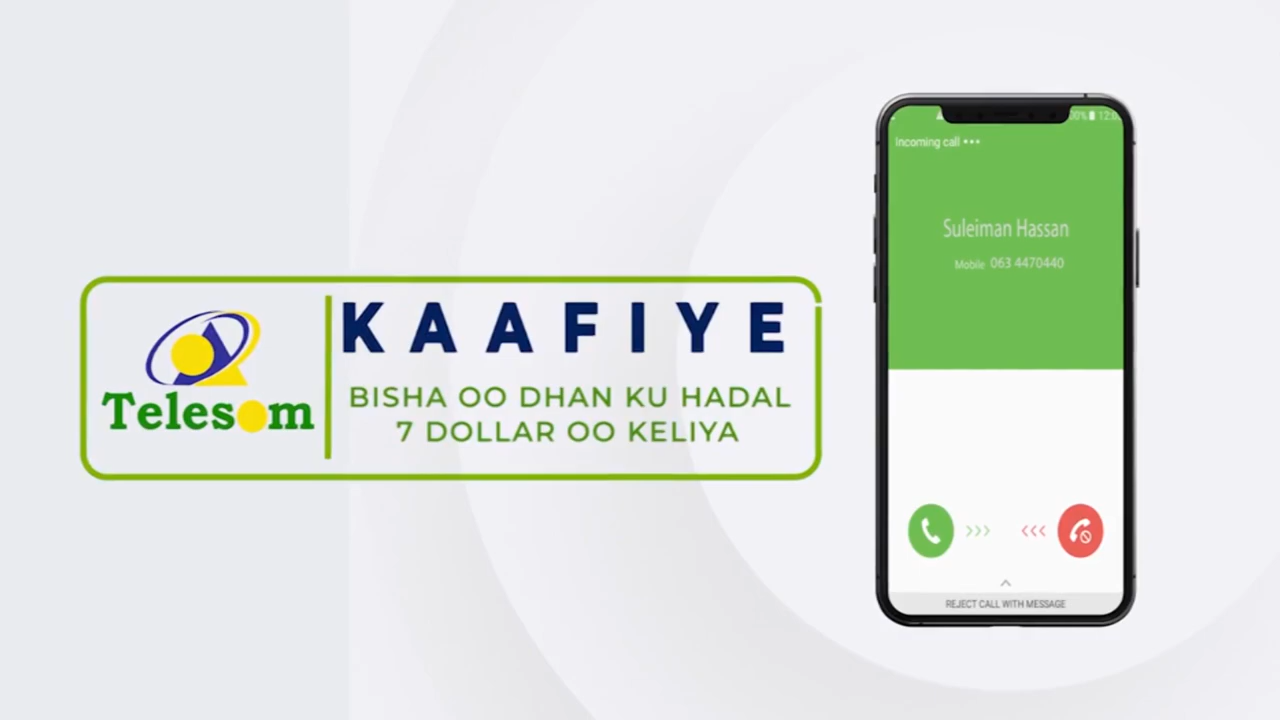 Telesom
KAAFIYE
BISHA OO DHAN KU HADAL
7 DOLLAR OO KELIYA
Incoming call •••
Suleiman Hassan
Mobile 063 4470440
REJECT CALL WITH MESSAGE